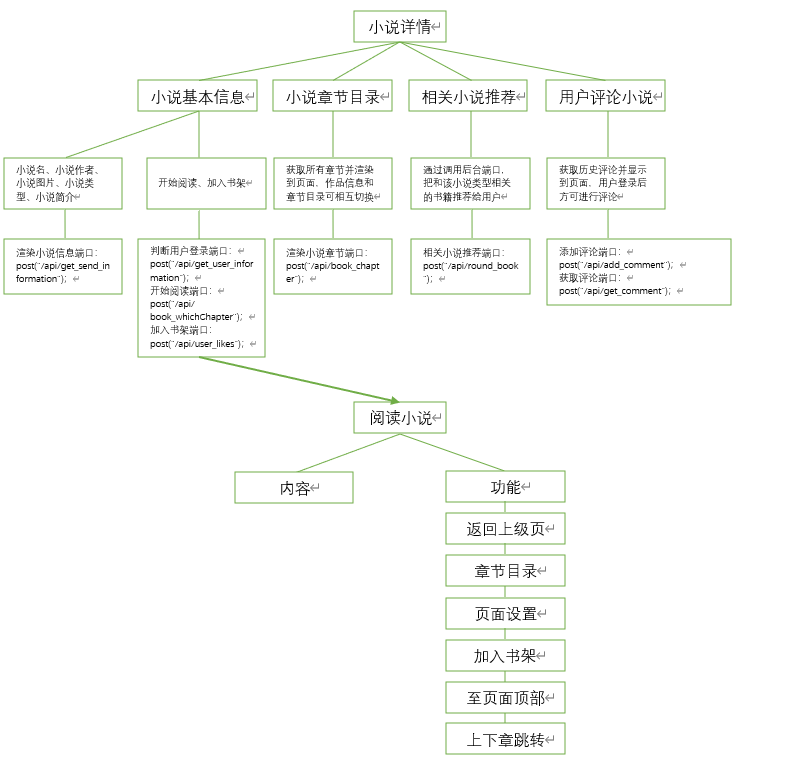 小说详情
小说基本信息
小说章节目录
相关小说推荐
用户评论小说
小说名、小说作者、
小说图片、小说类
型、小说简介
开始阅读、加入书架
获取所有章节并渲染
到页面，作品信息和
章节目录可相互切换
通过调用后台端口，
把和该小说类型相关
的书籍推荐给用户
获取历史评论并显示
到页面，用户登录后
方可进行评论
渲染小说信息端口：
post("/api/get_send_in
formation");
判断用户登录端口：
post("/api/get_user_infor
mation");
开始阅读端口：
post("/api/
book_whichChapter");
加入书架端口：
post("/api/user_likes");
渲染小说章节端口：
post("/api/book_chapt
er");
相关小说推荐端口：
post("/api/round_book
");
添加评论端口：
post("/api/add_comment");
获取评论端口：
post("/api/get_comment");
阅读小说
内容
功能
返回上级页
章节目录
页面设置
加入书架
至页面顶部
上下章跳转